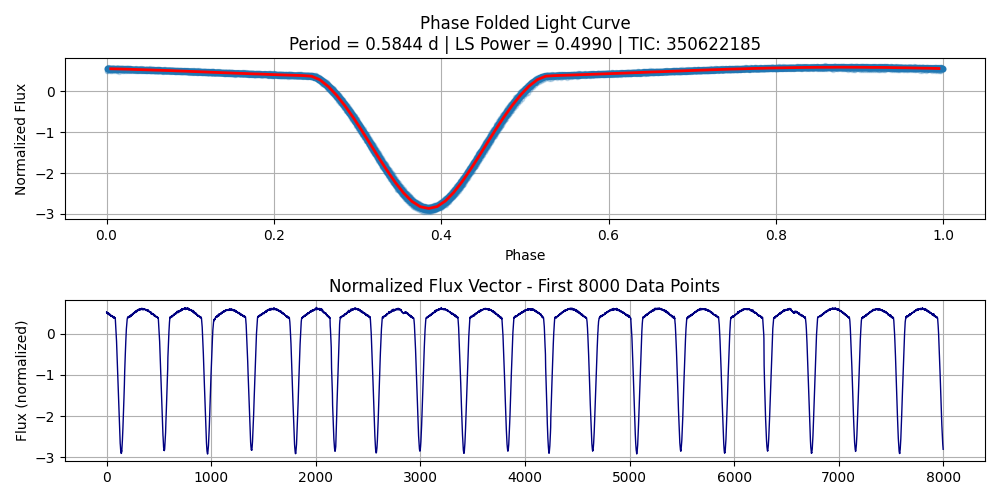 Phase Folded Light Curve
Period = 0.5844 d | LS Power = 0.4990 | TIC: 350622185
Normalized Flux
0
−1
−2
−3
0.0 0.2 0.4 0.6 0.8 1.0
Phase
Normalized Flux Vector - First 8000 Data Points
Flux (normalized)
0
−1
−2
−3
0 1000 2000 3000 4000 5000 6000 7000 8000